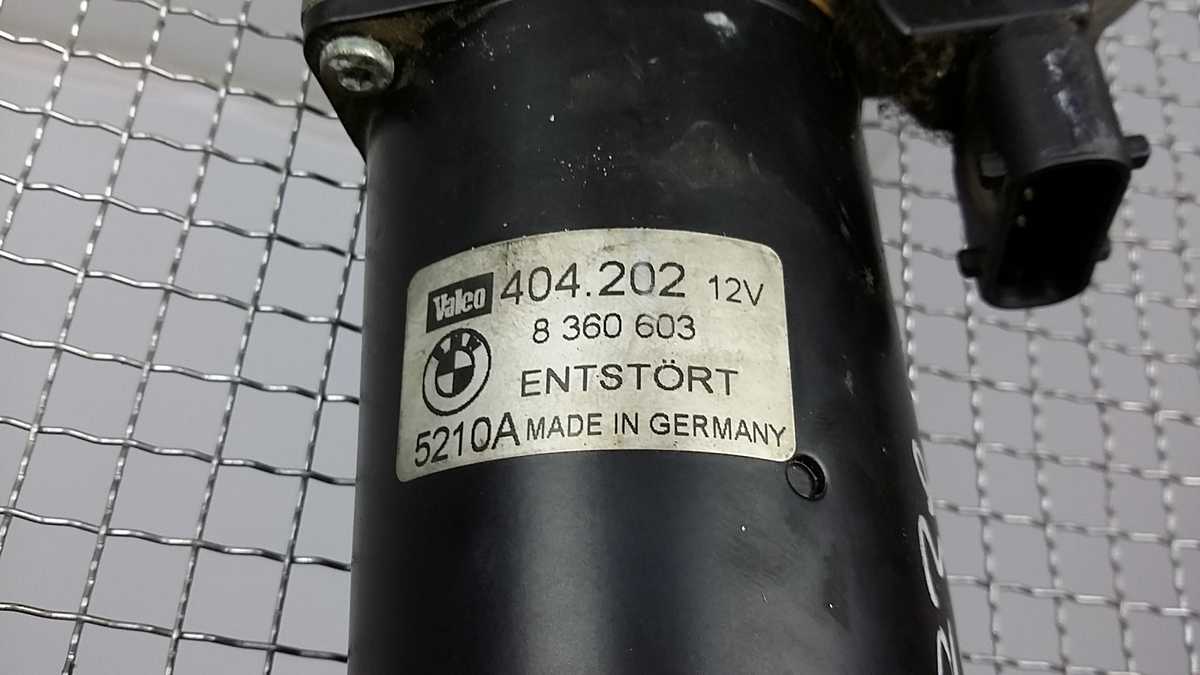 Valeo 404.202 12V
8 360 603
ENTSTÖRT
5210A MADE IN GERMANY